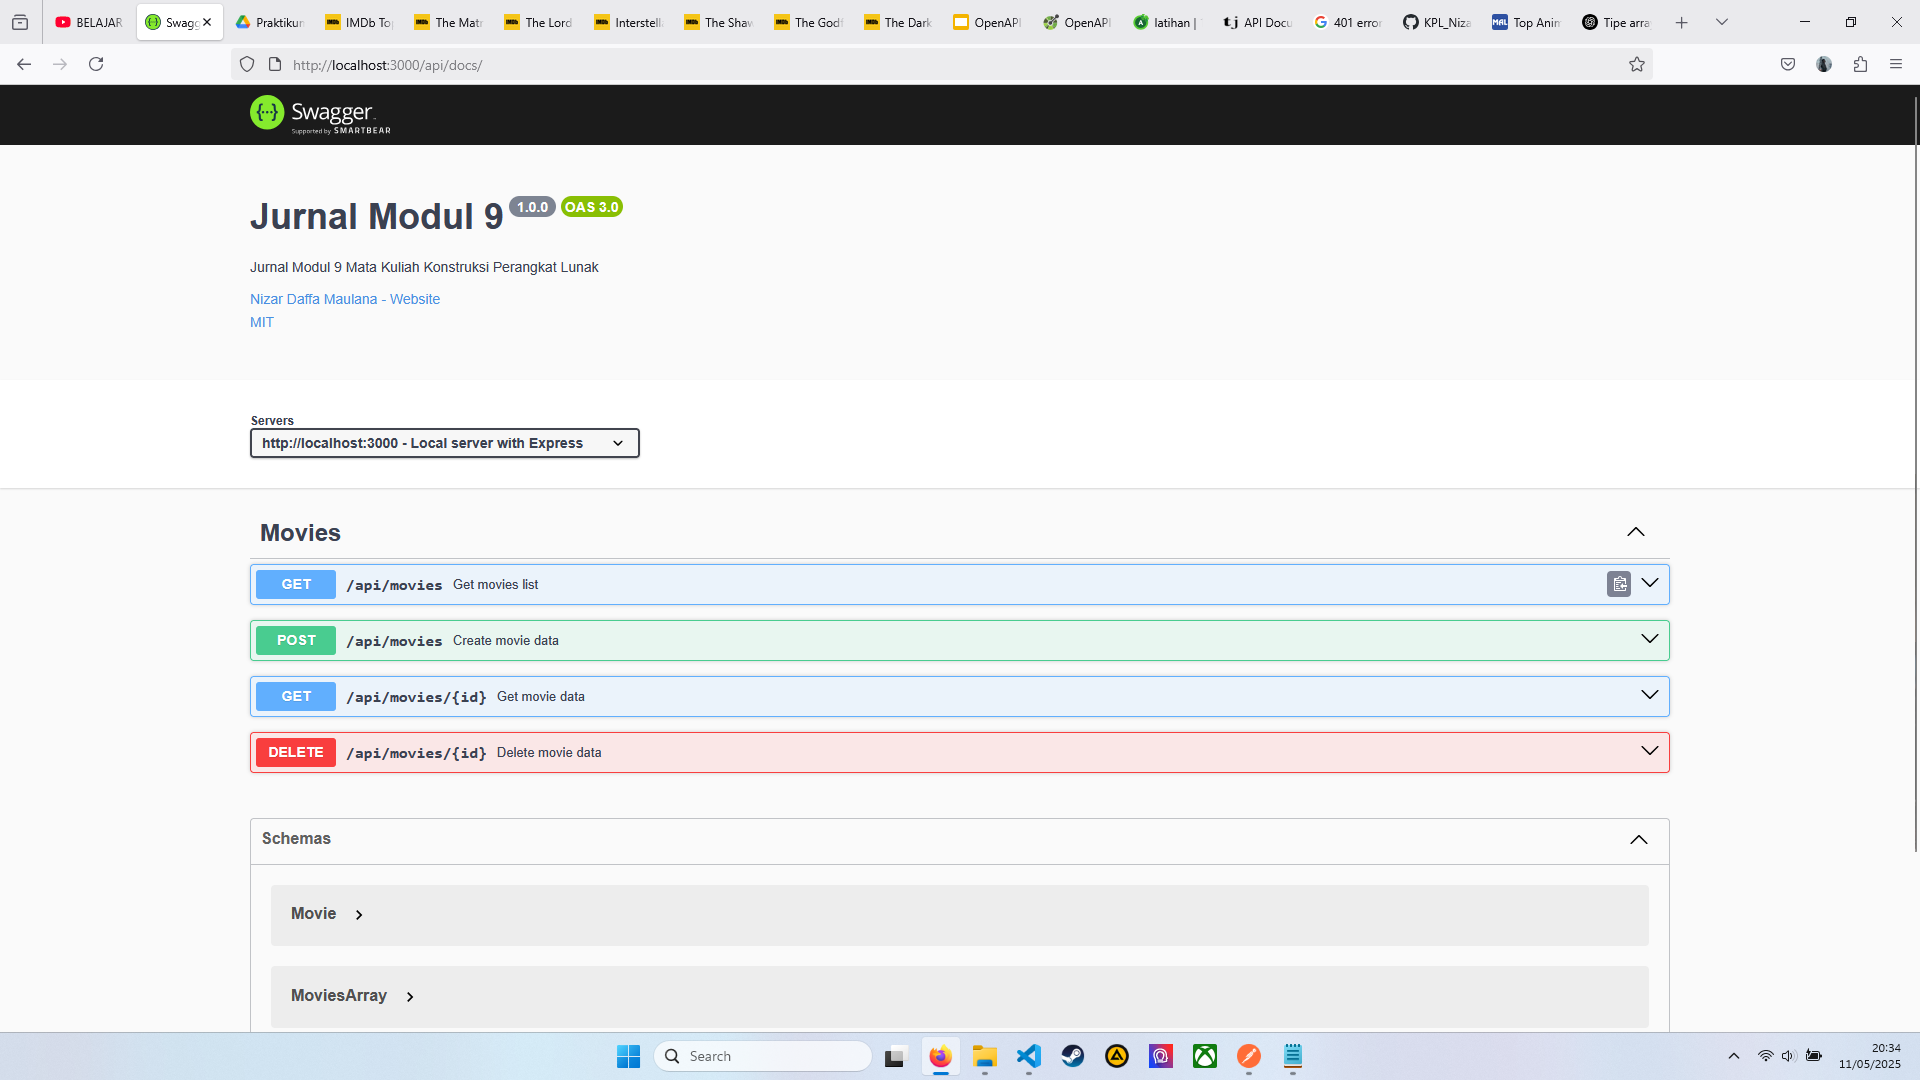 BELAJAR
Swagg
Praktikun
IMDb To
The Matr
The Lord
Interstell
The Shaw
The Godf
The Dark
OpenAPI
OpenAPI
latihan |
API Docu
401 error
KPL_Niza
Top Anim
Tipe arra
http://localhost:3000/api/docs/
Swagger
Supported by SMARTBEAR
Jurnal Modul 9 1.0.0 OAS 3.0
Jurnal Modul 9 Mata Kuliah Konstruksi Perangkat Lunak
Nizar Daffa Maulana - Website
MIT
Servers
http://localhost:3000 - Local server with Express
Movies
GET /api/movies Get movies list
POST /api/movies Create movie data
GET /api/movies/{id} Get movie data
DELETE /api/movies/{id} Delete movie data
Schemas
Movie
MoviesArray
Search
20:34
11/05/2025